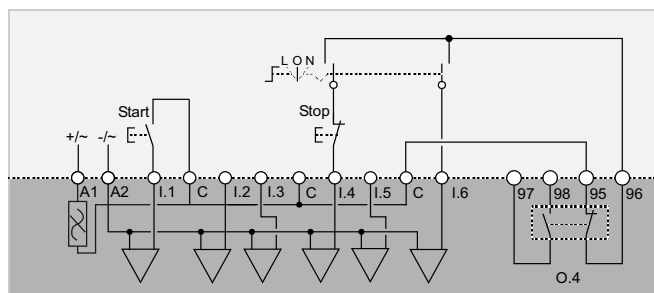 L O N
Start
Stop
+/~ -/~
A1 A2 I.1 C I.2 I.3 C I.4 I.5 C I.6 97 98 95 96
O.4